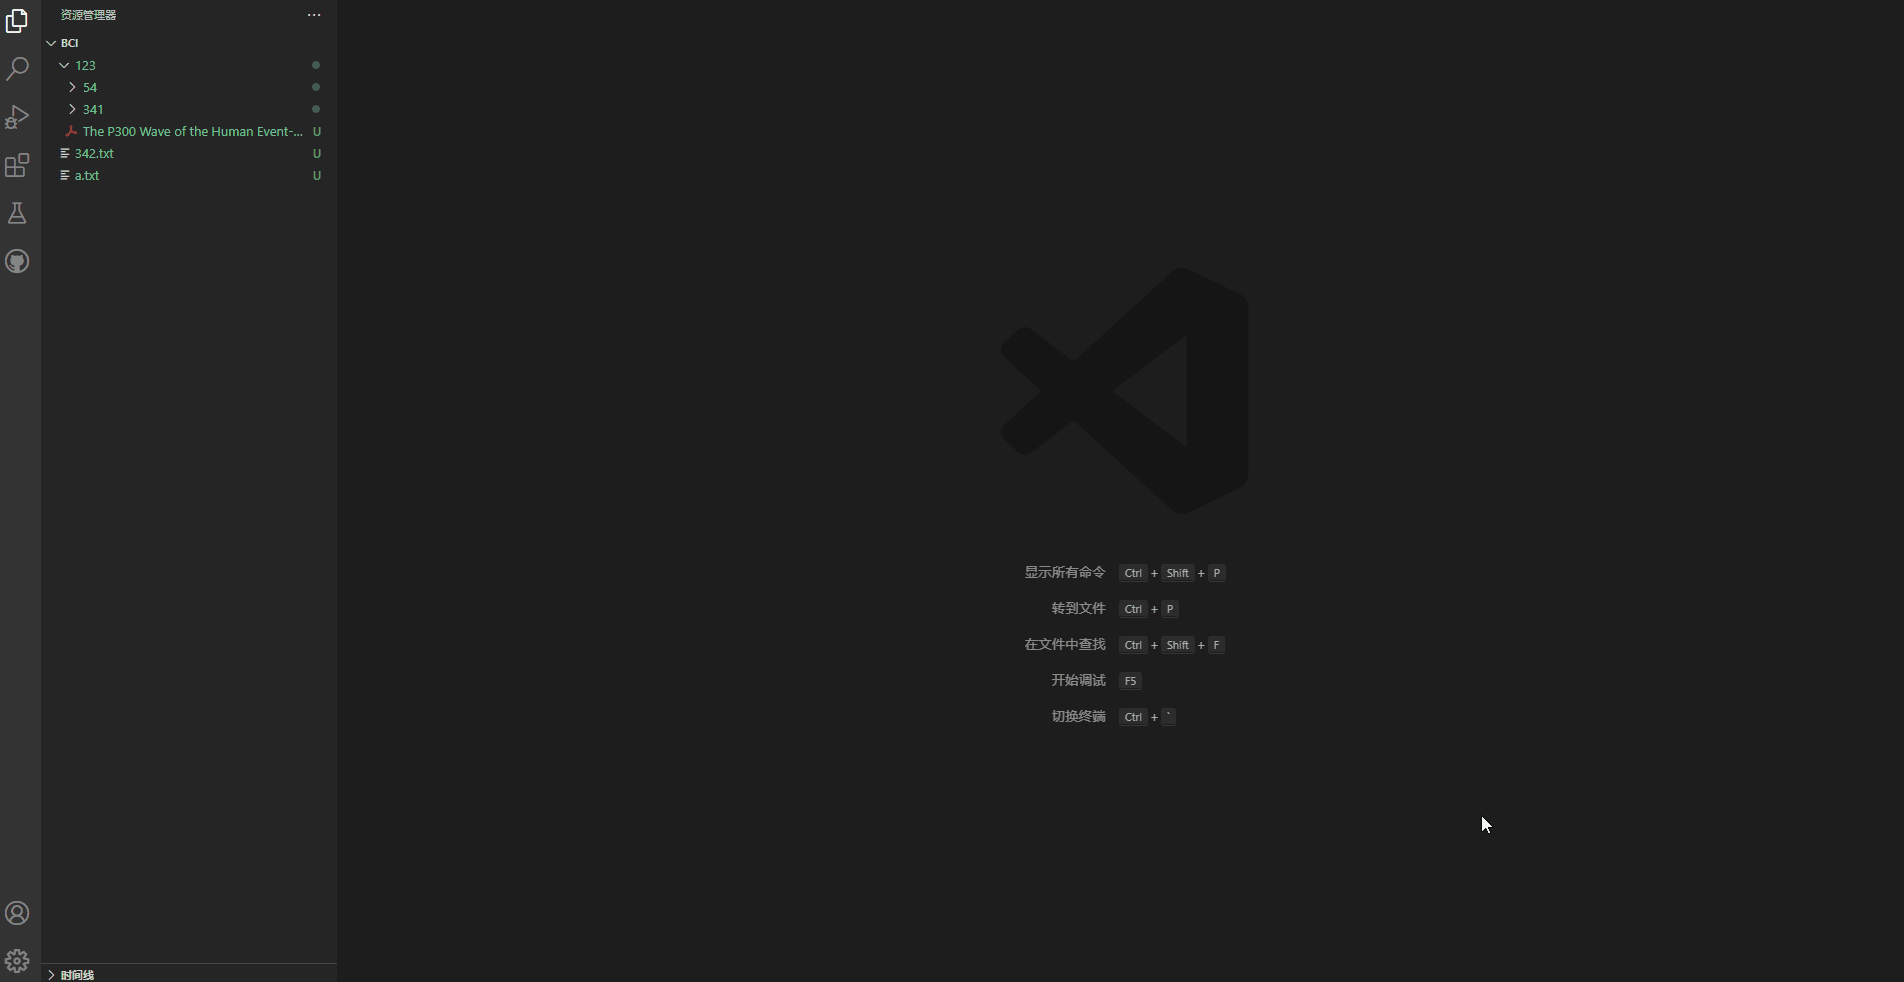 资源管理器 ...
BCI
123
54
341
The P300 Wave of the Human Event-... U
342.txt U
a.txt U
显示所有命令 Ctrl + Shift + P
转到文件 Ctrl + P
在文件中查找 Ctrl + Shift + F
开始调试 F5
切换终端 Ctrl + `
时间线